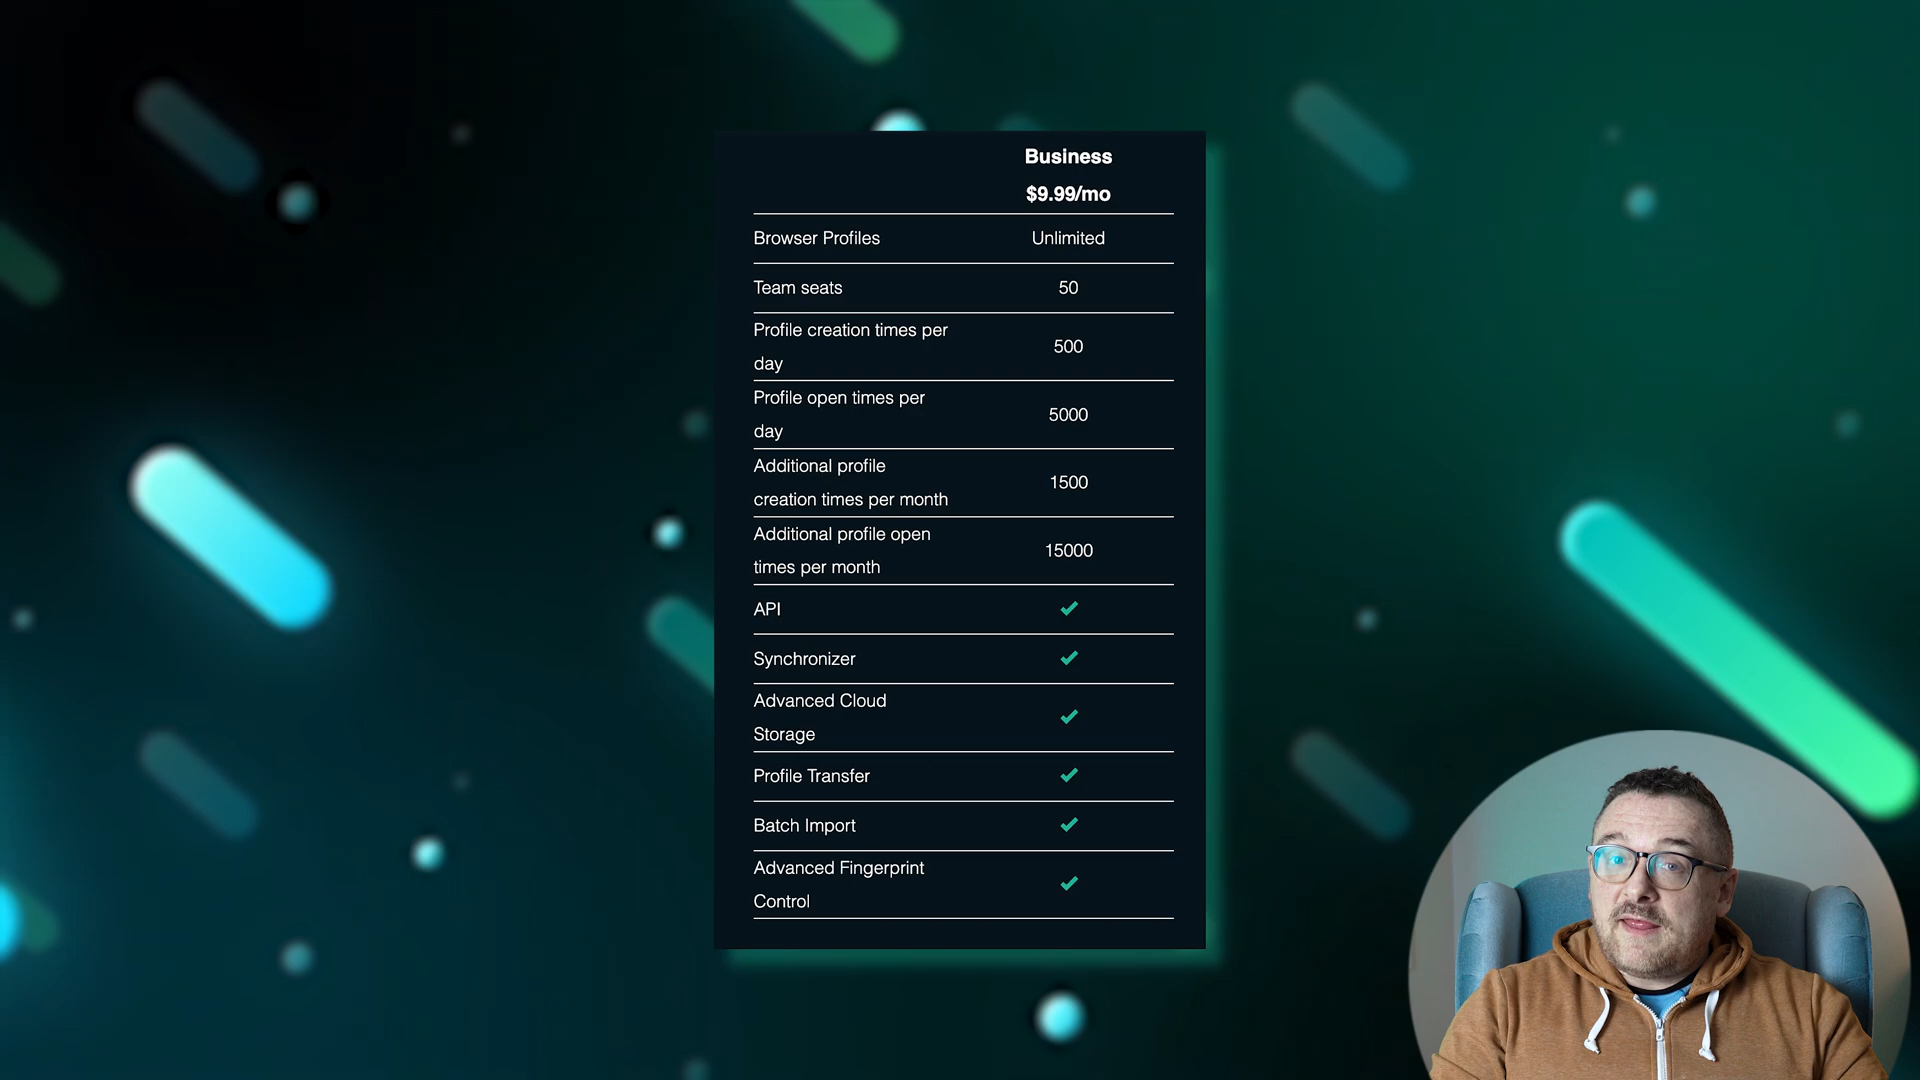 Business
$9.99/mo
Browser Profiles Unlimited
Team seats 50
Profile creation times per
day
500
Profile open times per
day
5000
Additional profile
creation times per month
1500
Additional profile open
times per month
15000
API
Synchronizer
Advanced Cloud
Storage
Profile Transfer
Batch Import
Advanced Fingerprint
Control